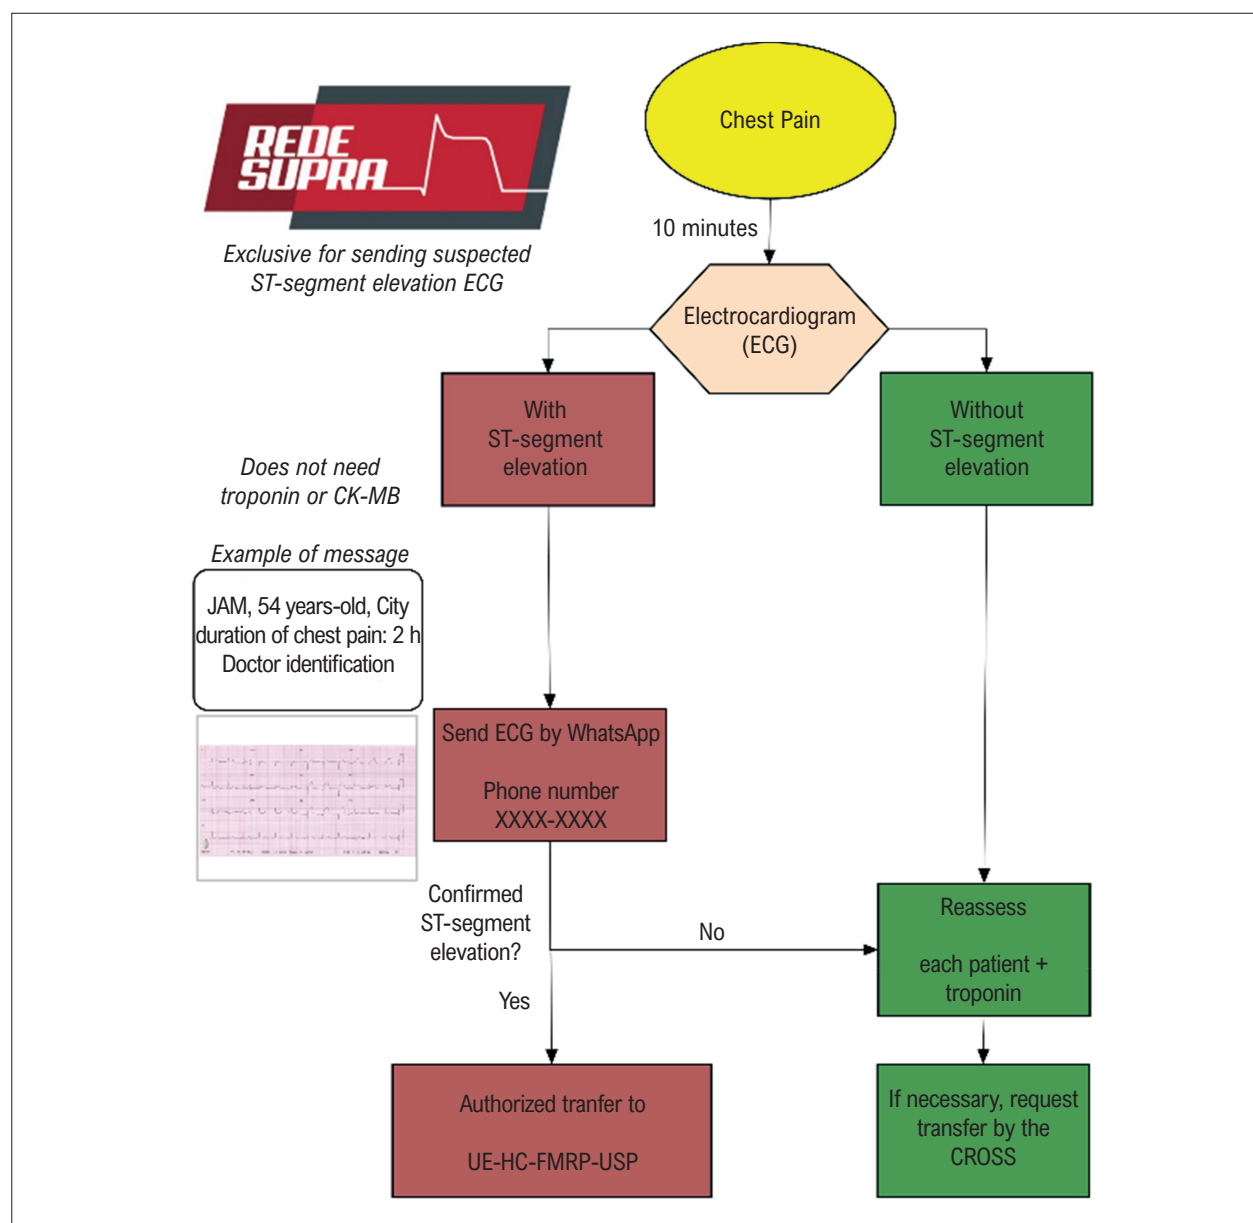 REDE
SUPRA
Exclusive for sending suspected
ST-segment elevation ECG
Chest Pain
10 minutes
Electrocardiogram
(ECG)
With
ST-segment
elevation
Without
ST-segment
elevation
Does not need
troponin or CK-MB
Example of message
JAM, 54 years-old, City
duration of chest pain: 2 h
Doctor identification
Send ECG by WhatsApp
Phone number
XXXX-XXXX
Confirmed
ST-segment
elevation?
No
Yes
Reassess
each patient +
troponin
Authorized tranfer to
UE-HC-FMRP-USP
If necessary, request
transfer by the
CROSS